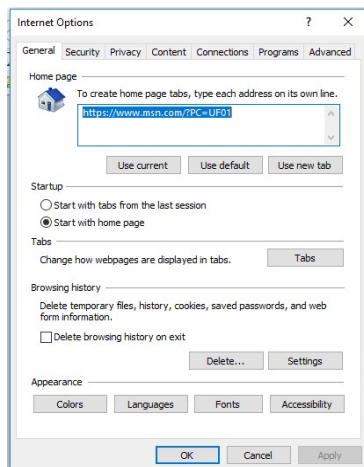 Internet Options ? ×
General Security Privacy Content Connections Programs Advanced
Home page
To create home page tabs, type each address on its own line.
https://www.msn.com/?PC=UF01
Use current Use default Use new tab
Startup
Start with tabs from the last session
Start with home page
Tabs
Change how webpages are displayed in tabs. Tabs
Browsing history
Delete temporary files, history, cookies, saved passwords, and web
form information.
Delete browsing history on exit
Delete... Settings
Appearance
Colors Languages Fonts Accessibility
OK Cancel Apply